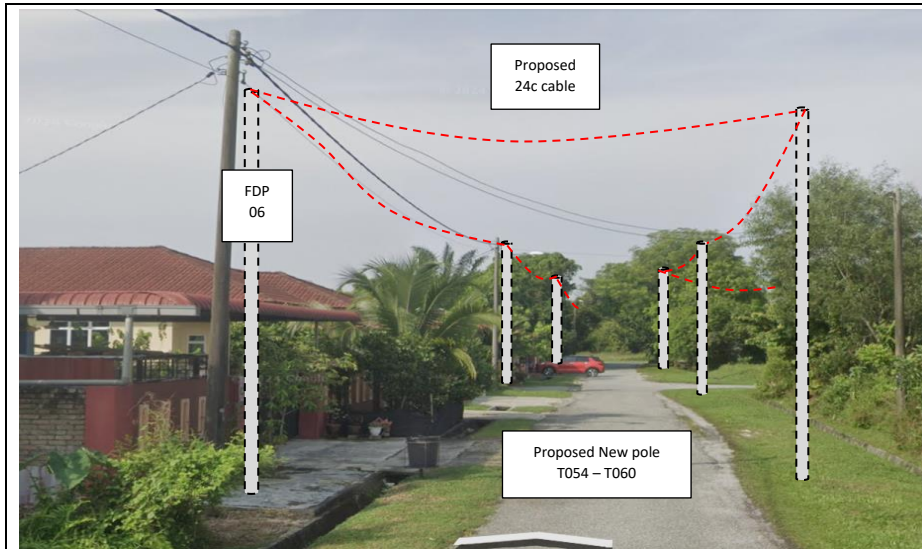 Proposed
24c cable
FDP
06
Proposed New pole
T054 – T060